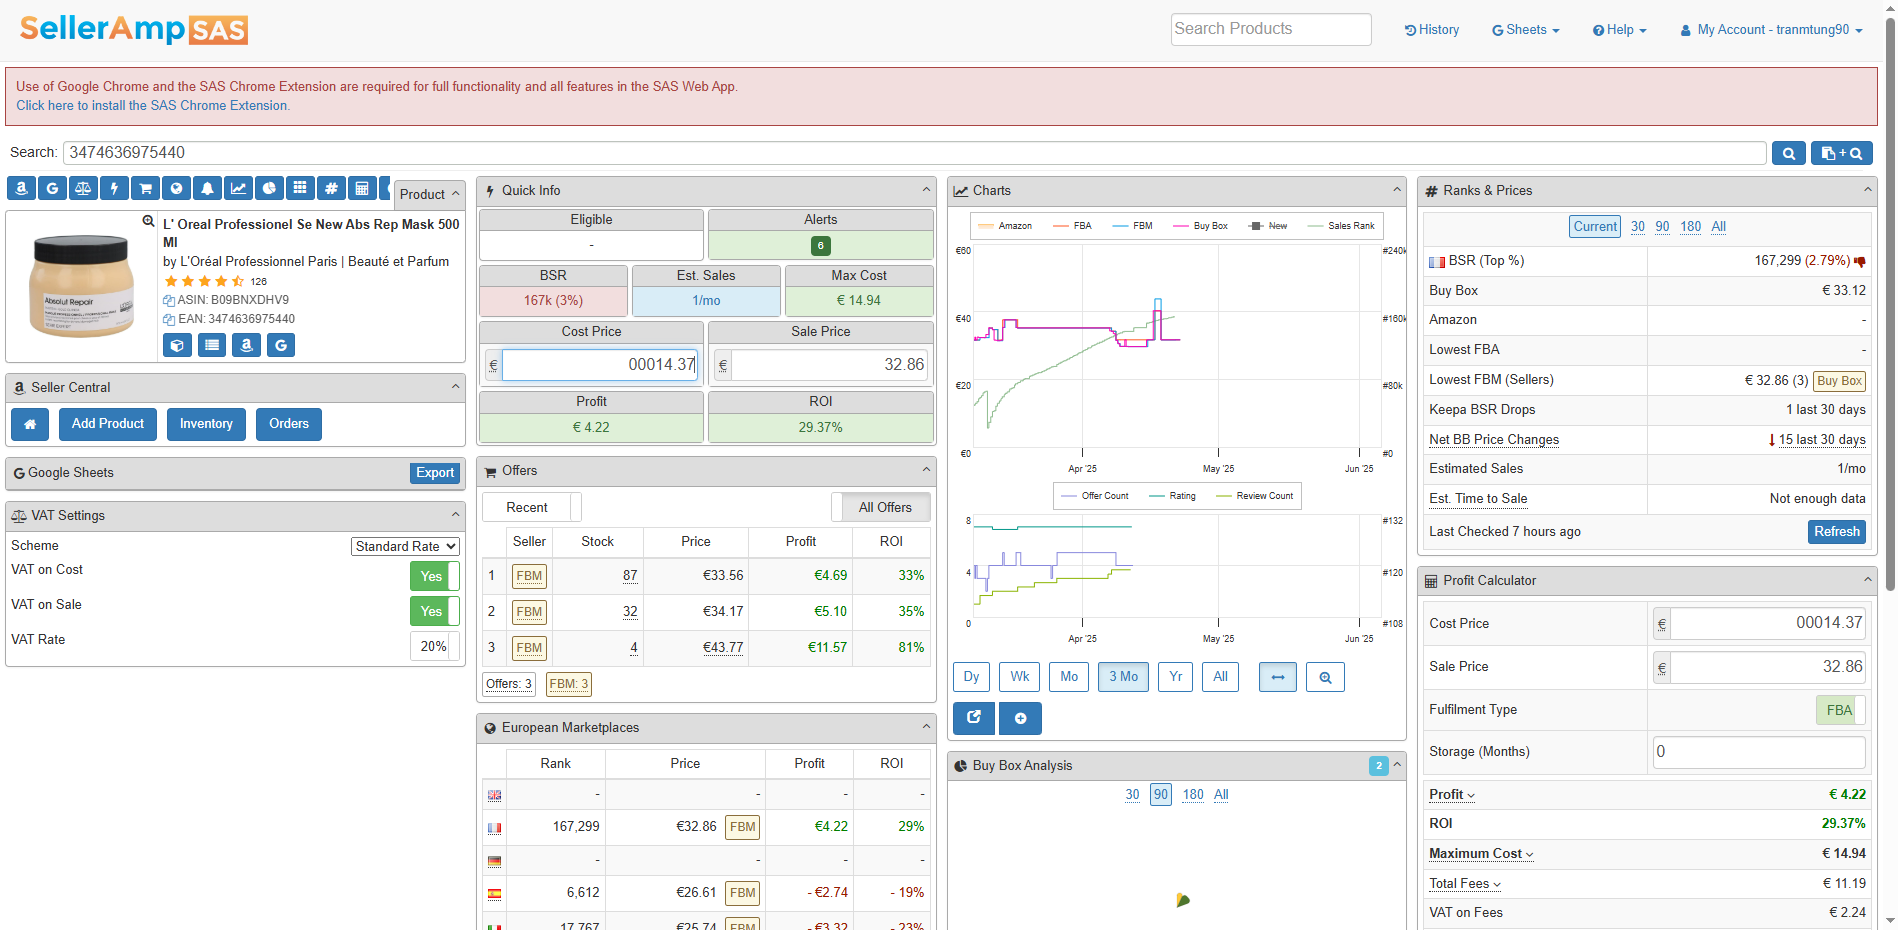 SellerAmp SAS
Search Products
History
Sheets
Help
My Account - tranmtung90
Use of Google Chrome and the SAS Chrome Extension are required for full functionality and all features in the SAS Web App.
Click here to install the SAS Chrome Extension.
Search: 3474636975440
+
Product
L' Oreal Professionel Se New Abs Rep Mask 500 Ml
by L'Oréal Professionnel Paris | Beauté et Parfum
126
ASIN: B09BNXDHV9
EAN: 3474636975440
Absolut Repair
Seller Central
Add Product
Inventory
Orders
Google Sheets
Export
VAT Settings
Scheme Standard Rate
VAT on Cost Yes
VAT on Sale Yes
VAT Rate 20%
Quick Info
Eligible Alerts
- 6
BSR Est. Sales Max Cost
167k (3%) 1/mo € 14.94
Cost Price Sale Price
€ 00014.37 € 32.86
Profit ROI
€ 4.22 29.37%
Offers
Recent All Offers
Seller Stock Price Profit ROI
1 FBM 87 €33.56 €4.69 33%
2 FBM 32 €34.17 €5.10 35%
3 FBM 4 €43.77 €11.57 81%
Offers: 3 FBM: 3
European Marketplaces
Rank Price Profit ROI
- - - -
167,299 €32.86 FBM €4.22 29%
- - - -
6,612 €26.61 FBM - €2.74 - 19%
17,767 €25.74 FBM - €3.32 - 23%
Charts
Amazon FBA FBM Buy Box New Sales Rank
€60 #240k
€40 #160k
€20 #80k
€0 #0
Apr '25 May '25 Jun '25
Offer Count Rating Review Count
8 #132
4 #120
0 #108
Apr '25 May '25 Jun '25
Dy Wk Mo 3 Mo Yr All
Buy Box Analysis 2
30 90 180 All
Ranks & Prices
Current 30 90 180 All
BSR (Top %) 167,299 (2.79%)
Buy Box € 33.12
Amazon -
Lowest FBA -
Lowest FBM (Sellers) € 32.86 (3) Buy Box
Keepa BSR Drops 1 last 30 days
Net BB Price Changes 15 last 30 days
Estimated Sales 1/mo
Est. Time to Sale Not enough data
Last Checked 7 hours ago Refresh
Profit Calculator
Cost Price € 00014.37
Sale Price € 32.86
Fulfilment Type FBA
Storage (Months) 0
Profit € 4.22
ROI 29.37%
Maximum Cost € 14.94
Total Fees € 11.19
VAT on Fees € 2.24